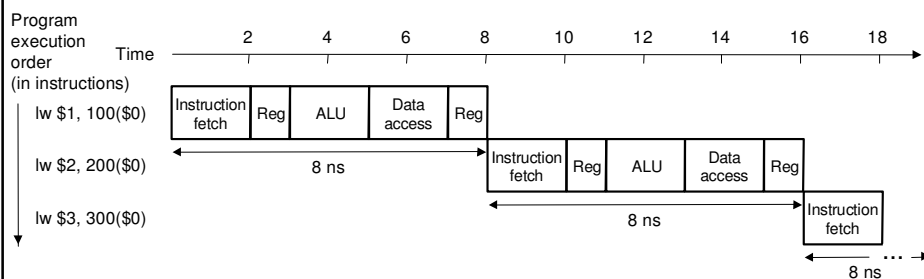 Program
execution
order
(in instructions)
Time
2 4 6 8 10 12 14 16 18
lw $1, 100($0)
Instruction
fetch
Reg
ALU
Data
access
Reg
8 ns
lw $2, 200($0)
Instruction
fetch
Reg
ALU
Data
access
Reg
8 ns
lw $3, 300($0)
Instruction
fetch
...
8 ns